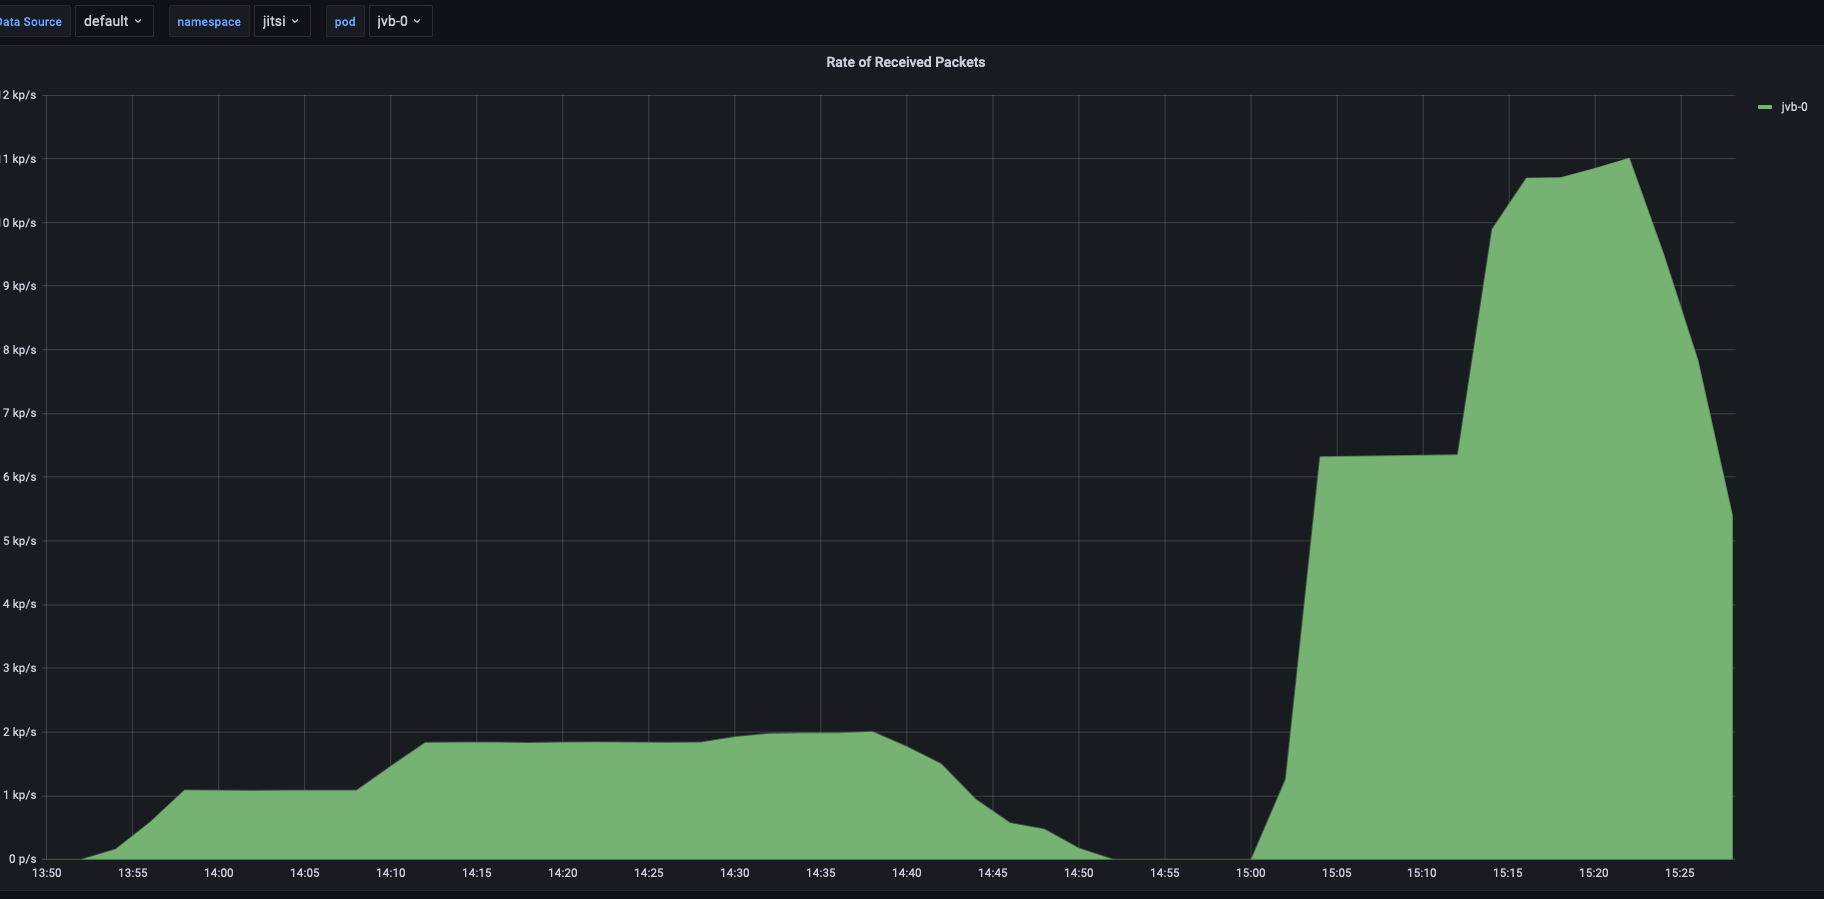 Data Source default namespace jitsi pod jvb-0
Rate of Received Packets
12 kp/s
jvb-0
11 kp/s
10 kp/s
9 kp/s
8 kp/s
7 kp/s
6 kp/s
5 kp/s
4 kp/s
3 kp/s
2 kp/s
1 kp/s
0 p/s
13:50 13:55 14:00 14:05 14:10 14:15 14:20 14:25 14:30 14:35 14:40 14:45 14:50 14:55 15:00 15:05 15:10 15:15 15:20 15:25